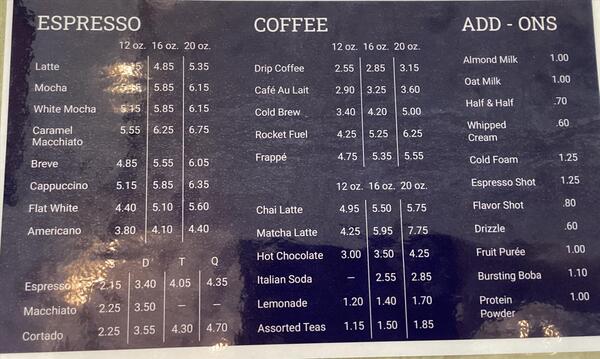 ESPRESSO
12 oz. 16 oz. 20 oz.
Latte 4.85 5.35
Mocha 5.85 6.15
White Mocha 5.85 6.15
Caramel
Macchiato 5.55 6.25 6.75
Breve 4.85 5.55 6.05
Cappuccino 5.15 5.85 6.35
Flat White 4.40 5.10 5.60
Americano 3.80 4.10 4.40
D T Q
Espresso 2.15 3.40 4.05 4.35
Macchiato 2.25 3.50 — —
Cortado 2.25 3.55 4.30 4.70
COFFEE
12 oz. 16 oz. 20 oz.
Drip Coffee 2.55 2.85 3.15
Café Au Lait 2.90 3.25 3.60
Cold Brew 3.40 4.20 5.00
Rocket Fuel 4.25 5.25 6.25
Frappé 4.75 5.35 5.55
12 oz. 16 oz. 20 oz.
Chai Latte 4.95 5.50 5.75
Matcha Latte 4.25 5.95 7.75
Hot Chocolate 3.00 3.50 4.25
Italian Soda — 2.55 2.85
Lemonade 1.20 1.40 1.70
Assorted Teas 1.15 1.50 1.85
ADD - ONS
Almond Milk 1.00
Oat Milk 1.00
Half & Half .70
Whipped .60
Cream
Cold Foam 1.25
Espresso Shot 1.25
Flavor Shot .80
Drizzle .60
Fruit Purée 1.00
Bursting Boba 1.10
Protein 1.00
Powder